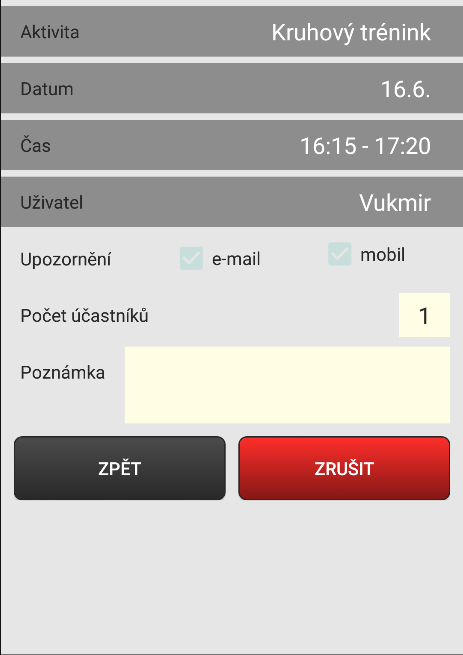 Aktivita Kruhový trénink
Datum 16.6.
Čas 16:15 - 17:20
Uživatel Vukmir
Upozornění e-mail mobil
Počet účastníků 1
Poznámka
ZPĚT ZRUŠIT